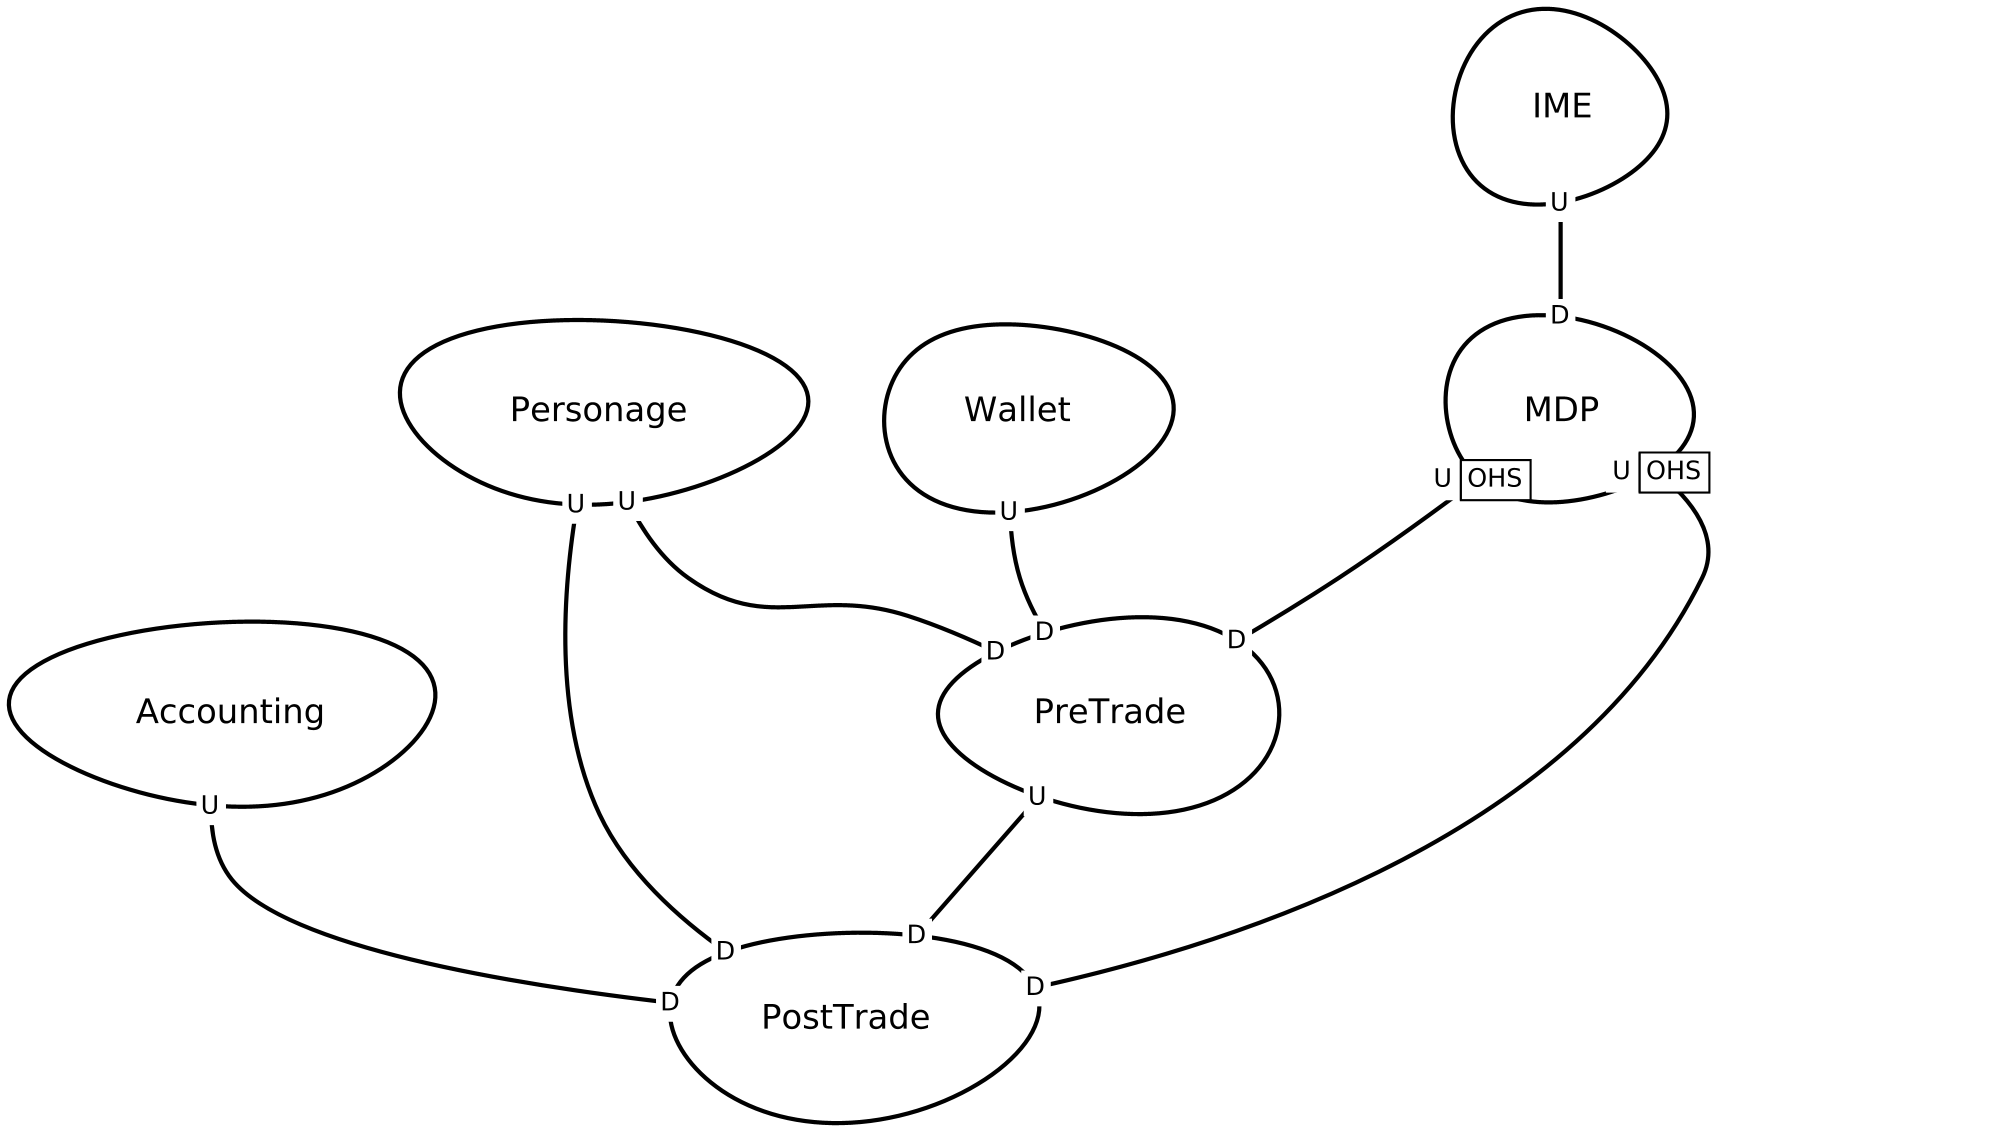 IME
U
D
Personage
Wallet
MDP
U OHS
U OHS
U
U
U
D
D
D
Accounting
PreTrade
U
U
D
D
D
D
PostTrade